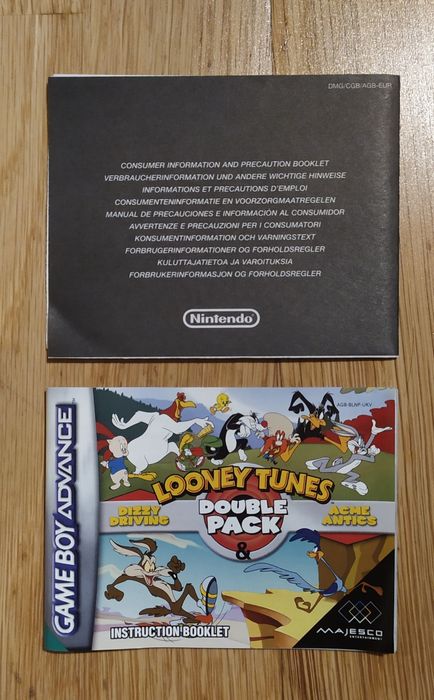 DMG/CGB/AGB-EUR
CONSUMER INFORMATION AND PRECAUTION BOOKLET
VERBRAUCHERINFORMATION UND ANDERE WICHTIGE HINWEISE
INFORMATIONS ET PRECAUTIONS D'EMPLOI
CONSUMENTENINFORMATIE EN VOORZORGMAATREGELEN
MANUAL DE PRECAUCIONES E INFORMACIÓN AL CONSUMIDOR
AVVERTENZE E PRECAUZIONI PER I CONSUMATORI
KONSUMENTINFORMATION OCH VARNINGSTEXT
FORBRUGERINFORMATIONER OG FORHOLDSREGLER
KULUTTAJATIETOA JA VAROITUKSIA
FORBRUKERINFORMASJON OG FORHOLDSREGLER
Nintendo
GAME BOY ADVANCE
AGB-BLNP-UKV
LOONEY TUNES
DIZZY DRIVING
DOUBLE PACK
ACME ANTICS
&
INSTRUCTION BOOKLET
MAJESCO
ENTERTAINMENT